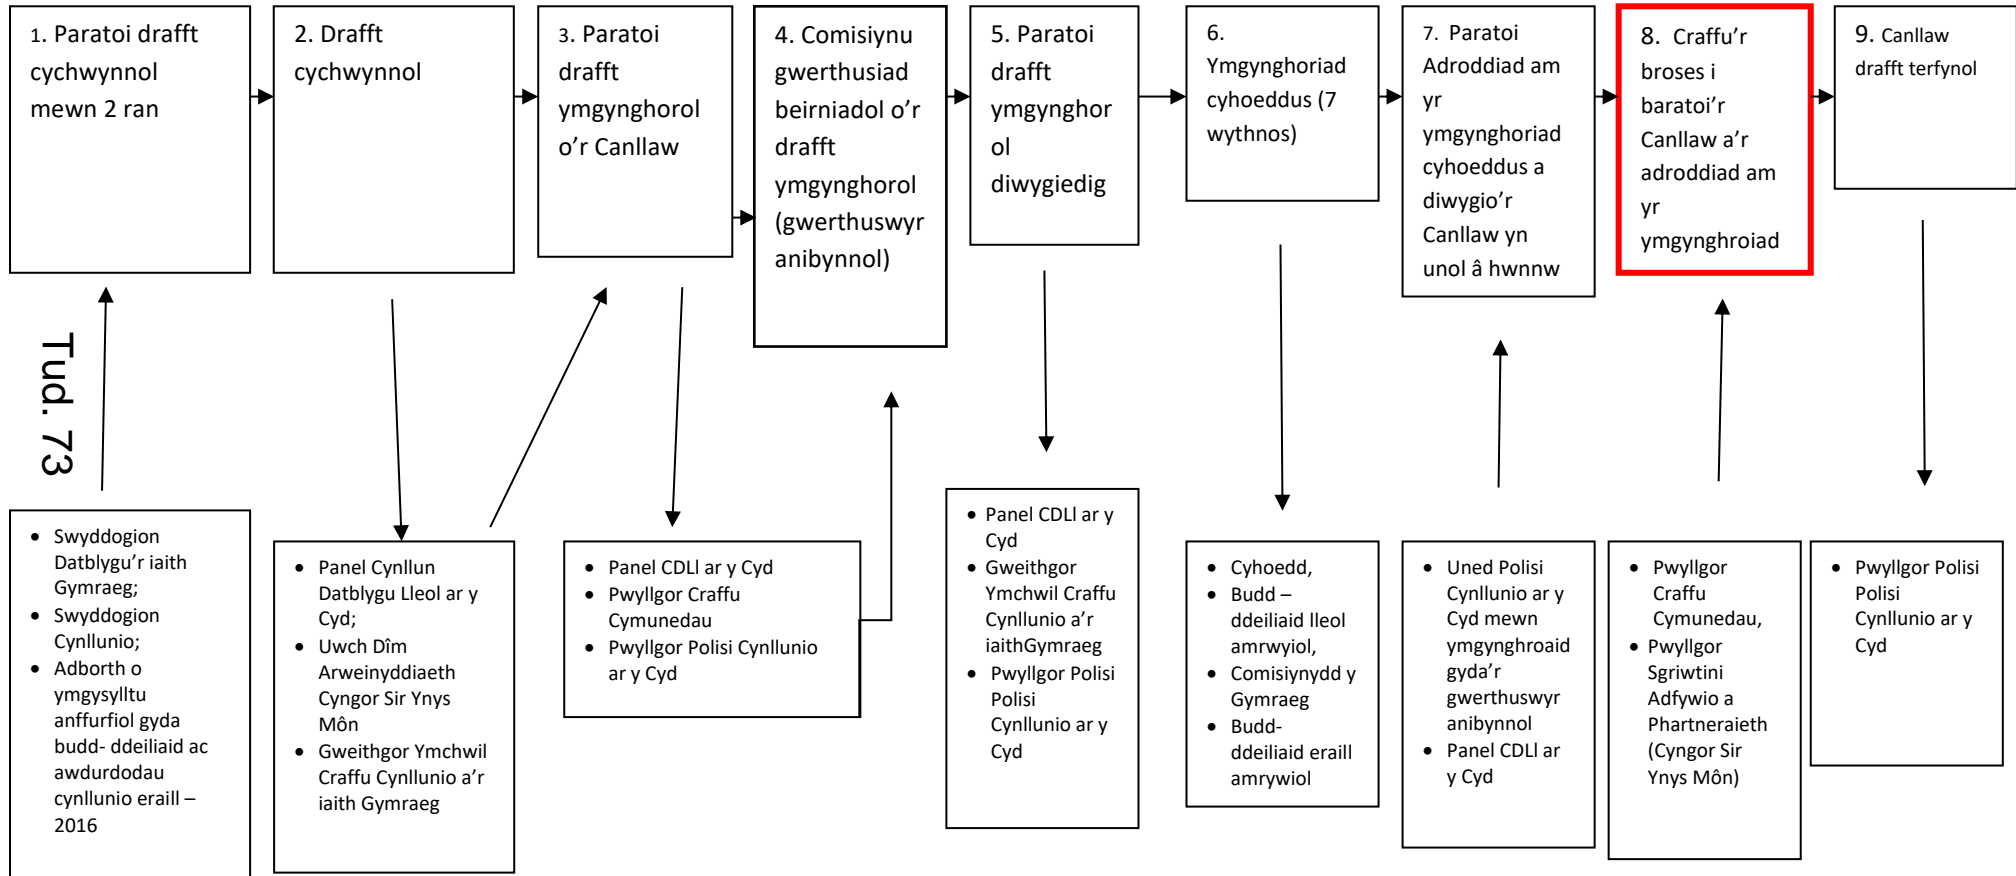 1. Paratoi drafft
cychwynnol
mewn 2 ran
2. Drafft
cychwynnol
3. Paratoi
drafft
ymgynghorol
o’r Canllaw
4. Comisiynu
gwerthusiad
beirniadol o’r
drafft
ymgynghorol
(gwerthuswyr
anibynnol)
5. Paratoi
drafft
ymgynghor
ol
diwygiedig
6.
Ymgynghoriad
cyhoeddus (7
wythnos)
7. Paratoi
Adroddiad am
yr
ymgynghoriad
cyhoeddus a
diwygio’r
Canllaw yn
unol â hwnnw
8. Craffu’r
broses i
baratoi’r
Canllaw a’r
adroddiad am
yr
ymgynghroiad
9. Canllaw
drafft terfynol
Tud. 73
• Swyddogion
Datblygu’r iaith
Gymraeg;
• Swyddogion
Cynllunio;
• Adborth o
ymgysylltu
anffurfiol gyda
budd- ddeiliaid ac
awdurdodau
cynllunio eraill –
2016
• Panel Cynllun
Datblygu Lleol ar y
Cyd;
• Uwch Dîm
Arweinyddiaeth
Cyngor Sir Ynys
Môn
• Gweithgor Ymchwil
Craffu Cynllunio a’r
iaith Gymraeg
• Panel CDLl ar y Cyd
• Pwyllgor Craffu
Cymunedau
• Pwyllgor Polisi Cynllunio
ar y Cyd
• Panel CDLl ar y
Cyd
• Gweithgor
Ymchwil Craffu
Cynllunio a’r
iaithGymraeg
• Pwyllgor Polisi
Polisi
Cynllunio ar y
Cyd
• Cyhoedd,
• Budd –
ddeiliaid lleol
amrwyiol,
• Comisiynydd y
Gymraeg
• Budd-
ddeiliaid eraill
amrywiol
• Uned Polisi
Cynllunio ar y
Cyd mewn
ymgynghroaid
gyda’r
gwerthuswyr
anibynnol
• Panel CDLl ar
y Cyd
• Pwyllgor
Craffu
Cymunedau,
• Pwyllgor
Sgriwtini
Adfywio a
Phartneraieth
(Cyngor Sir
Ynys Môn)
• Pwyllgor Polisi
Polisi
Cynllunio ar y
Cyd